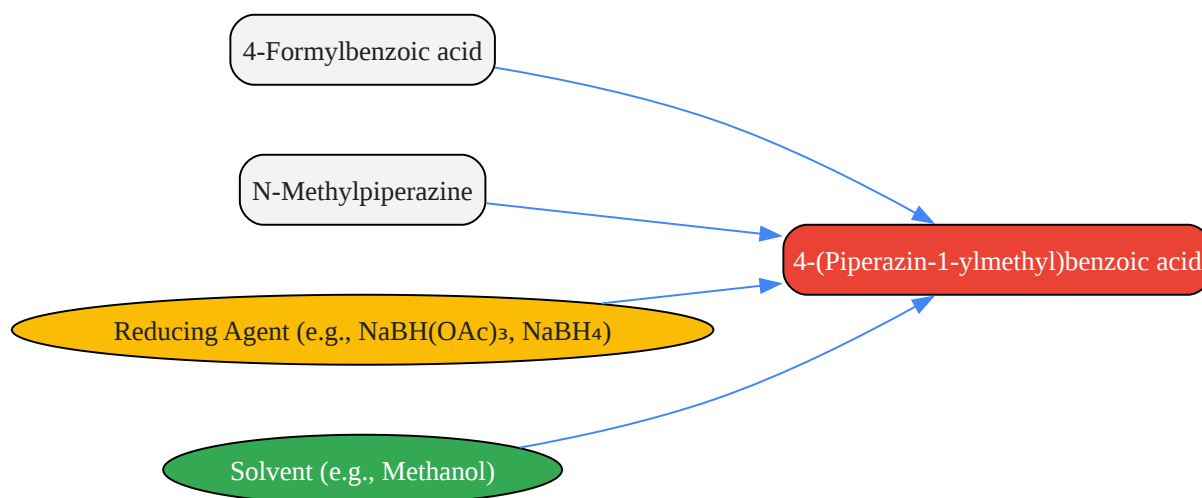 4-Formylbenzoic acid
N-Methylpiperazine
4-(Piperazin-1-ylmethyl)benzoic acid
Reducing Agent (e.g., NaBH(OAc)₃, NaBH₄)
Solvent (e.g., Methanol)